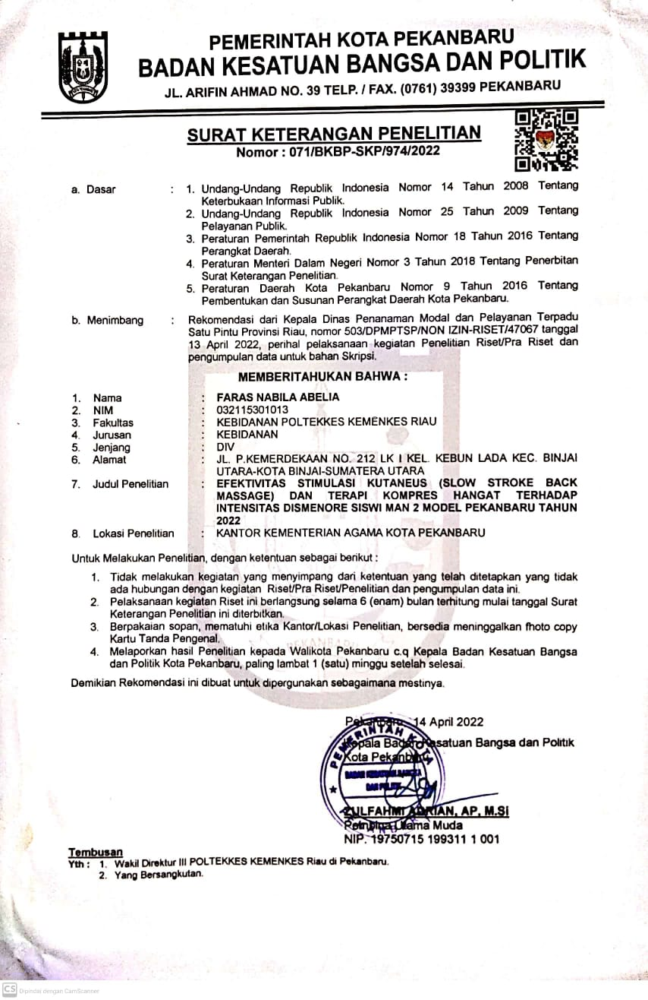 PEMERINTAH KOTA PEKANBARU
BADAN KESATUAN BANGSA DAN POLITIK
JL. ARIFIN AHMAD NO. 39 TELP. / FAX. (0761) 39399 PEKANBARU
SURAT KETERANGAN PENELITIAN
Nomor : 071/BKBP-SKP/974/2022
a. Dasar : 1. Undang-Undang Republik Indonesia Nomor 14 Tahun 2008 Tentang
Keterbukaan Informasi Publik.
2. Undang-Undang Republik Indonesia Nomor 25 Tahun 2009 Tentang
Pelayanan Publik.
3. Peraturan Pemerintah Republik Indonesia Nomor 18 Tahun 2016 Tentang
Perangkat Daerah.
4. Peraturan Menteri Dalam Negeri Nomor 3 Tahun 2018 Tentang Penerbitan
Surat Keterangan Penelitian.
5. Peraturan Daerah Kota Pekanbaru Nomor 9 Tahun 2016 Tentang
Pembentukan dan Susunan Perangkat Daerah Kota Pekanbaru.
b. Menimbang : Rekomendasi dari Kepala Dinas Penanaman Modal dan Pelayanan Terpadu
Satu Pintu Provinsi Riau, nomor 503/DPMPTSP/NON IZIN-RISET/47067 tanggal
13 April 2022, perihal pelaksanaan kegiatan Penelitian Riset/Pra Riset dan
pengumpulan data untuk bahan Skripsi.
MEMBERITAHUKAN BAHWA :
1. Nama : FARAS NABILA ABELIA
2. NIM : 032115301013
3. Fakultas : KEBIDANAN POLTEKKES KEMENKES RIAU
4. Jurusan : KEBIDANAN
5. Jenjang : DIV
6. Alamat : JL. P.KEMERDEKAAN NO. 212 LK I KEL. KEBUN LADA KEC. BINJAI
UTARA-KOTA BINJAI-SUMATERA UTARA
7. Judul Penelitian : EFEKTIVITAS STIMULASI KUTANEUS (SLOW STROKE BACK
MASSAGE) DAN TERAPI KOMPRES HANGAT TERHADAP
INTENSITAS DISMENORE SISWI MAN 2 MODEL PEKANBARU TAHUN
2022
8. Lokasi Penelitian : KANTOR KEMENTERIAN AGAMA KOTA PEKANBARU
Untuk Melakukan Penelitian, dengan ketentuan sebagai berikut :
1. Tidak melakukan kegiatan yang menyimpang dari ketentuan yang telah ditetapkan yang tidak
ada hubungan dengan kegiatan Riset/Pra Riset/Penelitian dan pengumpulan data ini.
2. Pelaksanaan kegiatan Riset ini berlangsung selama 6 (enam) bulan terhitung mulai tanggal Surat
Keterangan Penelitian ini diterbitkan.
3. Berpakaian sopan, mematuhi etika Kantor/Lokasi Penelitian, bersedia meninggalkan fhoto copy
Kartu Tanda Pengenal.
4. Melaporkan hasil Penelitian kepada Walikota Pekanbaru c.q Kepala Badan Kesatuan Bangsa
dan Politik Kota Pekanbaru, paling lambat 1 (satu) minggu setelah selesai.
Demikian Rekomendasi ini dibuat untuk dipergunakan sebagaimana mestinya.
Pekanbaru, 14 April 2022
Kepala Badan Kesatuan Bangsa dan Politik
Kota Pekanbaru
PEMERINTAH KOTA
BADAN KESATUAN BANGSA
DAN POLITIK
ZULFAHMI ADRIAN, AP, M.Si
Pembina Utama Muda
NIP. 19750715 199311 1 001
Tembusan
Yth : 1. Wakil Direktur III POLTEKKES KEMENKES Riau di Pekanbaru.
2. Yang Bersangkutan.
CS Dipindai dengan CamScanner